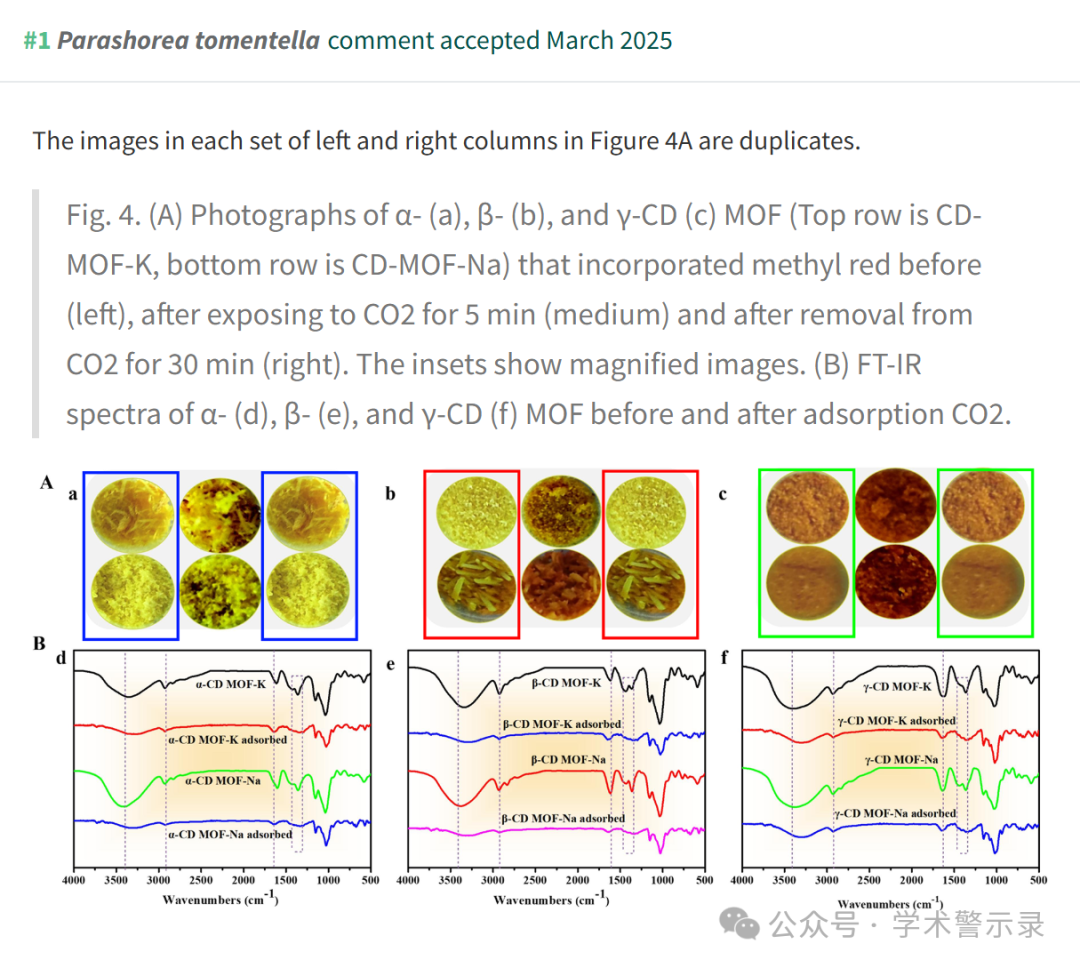 #1 Parashorea tomentella comment accepted March 2025
The images in each set of left and right columns in Figure 4A are duplicates.
Fig. 4. (A) Photographs of α- (a), β- (b), and γ-CD (c) MOF (Top row is CD-
MOF-K, bottom row is CD-MOF-Na) that incorporated methyl red before
(left), after exposing to CO2 for 5 min (medium) and after removal from
CO2 for 30 min (right). The insets show magnified images. (B) FT-IR
spectra of α- (d), β- (e), and γ-CD (f) MOF before and after adsorption CO2.
A
a
b
c
B
d
α-CD MOF-K
α-CD MOF-K adsorbed
α-CD MOF-Na
α-CD MOF-Na adsorbed
4000 3500 3000 2500 2000 1500 1000 500
Wavenumbers (cm-1)
e
β-CD MOF-K
β-CD MOF-K adsorbed
β-CD MOF-Na
β-CD MOF-Na adsorbed
4000 3500 3000 2500 2000 1500 1000 500
Wavenumbers (cm-1)
f
γ-CD MOF-K
γ-CD MOF-K adsorbed
γ-CD MOF-Na
γ-CD MOF-Na adsorbed
4000 3500 3000 2500 2000 1500 1000 500
Wavenumbers (cm-1)
公众号 · 学术警示录